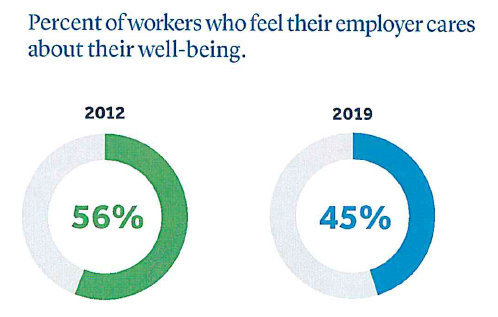 Percent of workers who feel their employer cares
about their well-being.
2012
2019
56%
45%